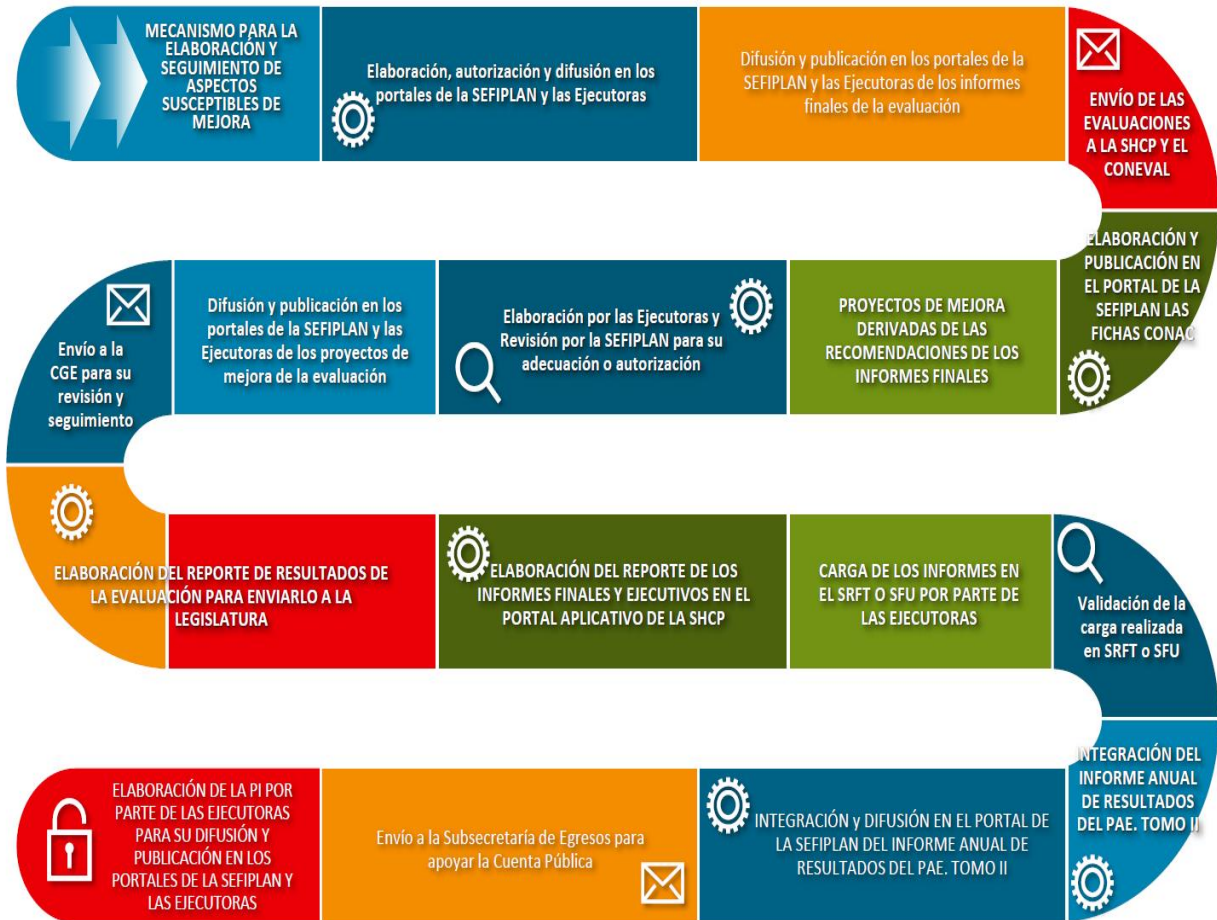 MECANISMO PARA LA
ELABORACIÓN Y
SEGUIMIENTO DE
ASPECTOS
SUSCEPTIBLES DE
MEJORA
Elaboración, autorización y difusión en los
portales de la SEFIPLAN y las Ejecutoras
Difusión y publicación en los portales de la
SEFIPLAN y las Ejecutoras de los informes
finales de la evaluación
ENVÍO DE LAS
EVALUACIONES
A LA SHCP Y EL
CONEVAL
ELABORACIÓN Y
PUBLICACIÓN EN
EL PORTAL DE LA
SEFIPLAN LAS
FICHAS CONAC
PROYECTOS DE MEJORA
DERIVADAS DE LAS
RECOMENDACIONES DE LOS
INFORMES FINALES
Elaboración por las Ejecutoras y
Revisión por la SEFIPLAN para su
adecuación o autorización
Difusión y publicación en los
portales de la SEFIPLAN y las
Ejecutoras de los proyectos de
mejora de la evaluación
Envío a la
CGE para su
revisión y
seguimiento
ELABORACIÓN DEL REPORTE DE RESULTADOS DE
LA EVALUACIÓN PARA ENVIARLO A LA
LEGISLATURA
ELABORACIÓN DEL REPORTE DE LOS
INFORMES FINALES Y EJECUTIVOS EN EL
PORTAL APLICATIVO DE LA SHCP
CARGA DE LOS INFORMES EN
EL SRFT O SFU POR PARTE DE
LAS EJECUTORAS
Validación de la
carga realizada
en SRFT o SFU
INTEGRACIÓN DEL
INFORME ANUAL
DE RESULTADOS
DEL PAE. TOMO II
INTEGRACIÓN y DIFUSIÓN EN EL PORTAL DE
LA SEFIPLAN DEL INFORME ANUAL DE
RESULTADOS DEL PAE. TOMO II
Envío a la Subsecretaría de Egresos para
apoyar la Cuenta Pública
ELABORACIÓN DE LA PI POR
PARTE DE LAS EJECUTORAS
PARA SU DIFUSIÓN Y
PUBLICACIÓN EN LOS
PORTALES DE LA SEFIPLAN Y
LAS EJECUTORAS